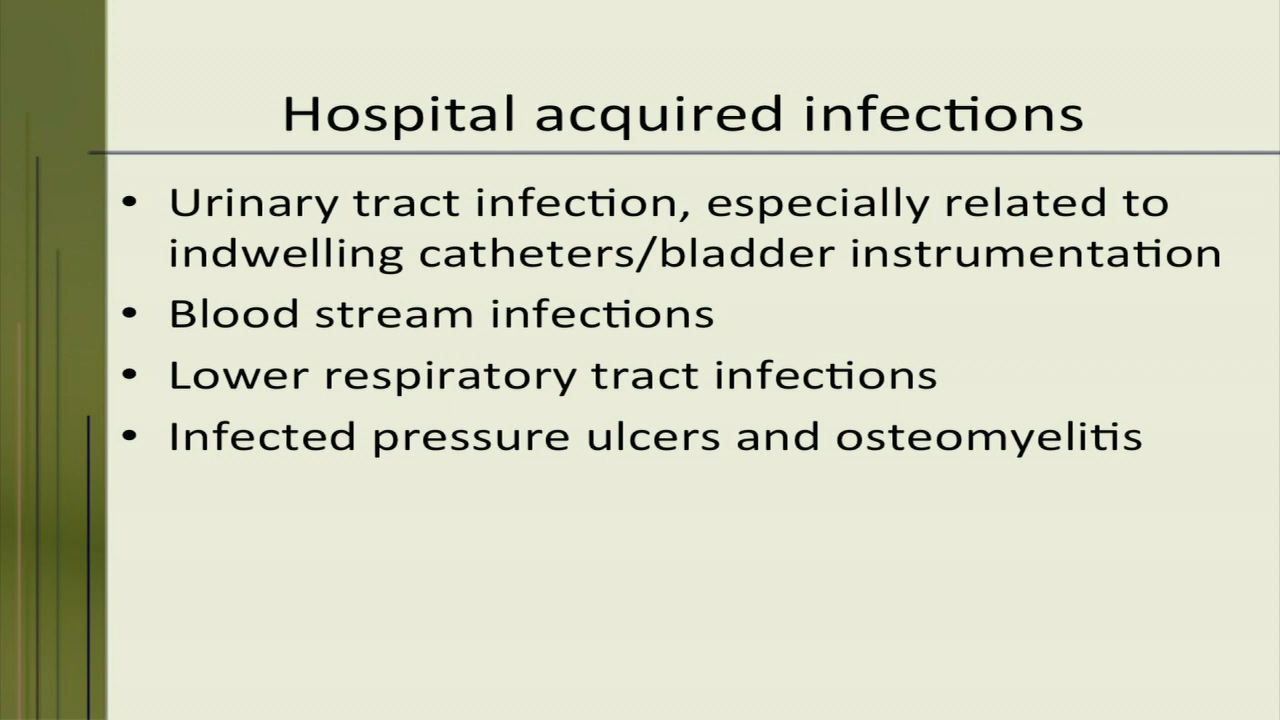 Hospital acquired infections
• Urinary tract infection, especially related to
indwelling catheters/bladder instrumentation
• Blood stream infections
• Lower respiratory tract infections
• Infected pressure ulcers and osteomyelitis